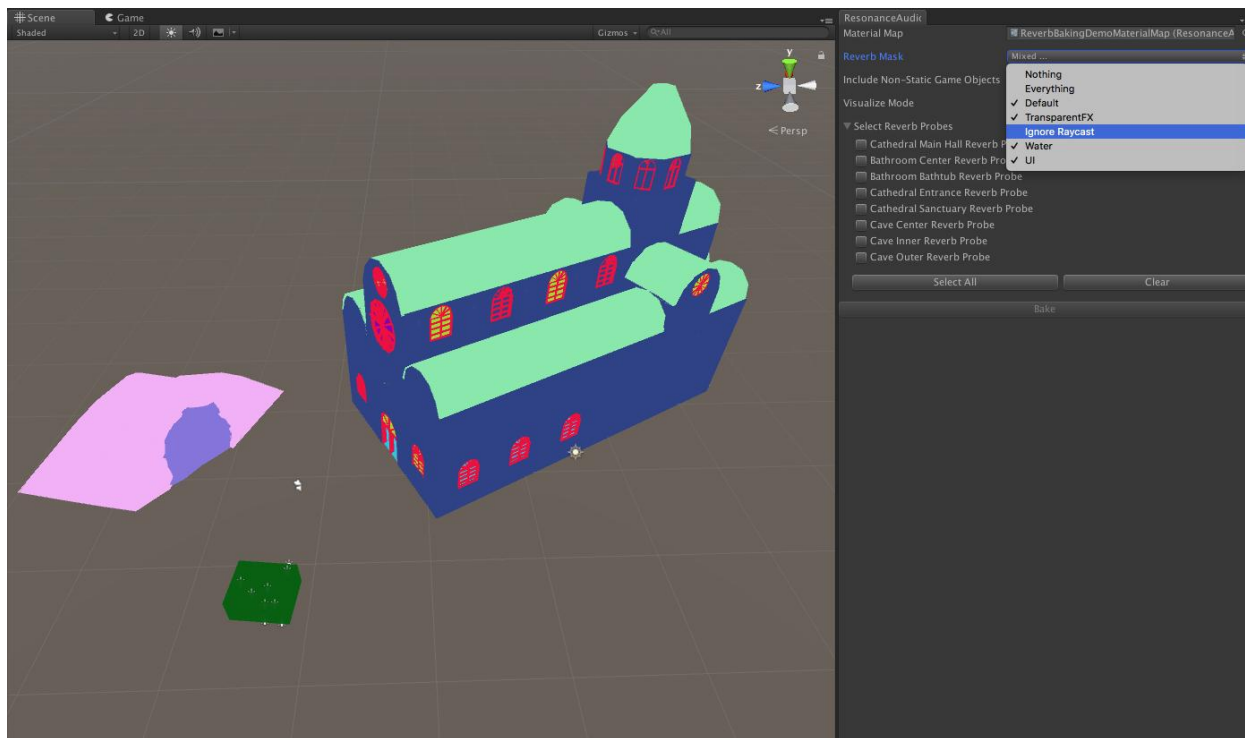 Scene
Game
Shaded
2D
Gizmos
All
y
z
Persp
ResonanceAudio
Material Map
ReverbBakingDemoMaterialMap (ResonanceA
Reverb Mask
Mixed ...
Include Non-Static Game Objects
Visualize Mode
Nothing
Everything
✓ Default
✓ TransparentFX
Ignore Raycast
✓ Water
✓ UI
Select Reverb Probes
Cathedral Main Hall Reverb P
Bathroom Center Reverb Pro
Bathroom Bathtub Reverb Probe
Cathedral Entrance Reverb Probe
Cathedral Sanctuary Reverb Probe
Cave Center Reverb Probe
Cave Inner Reverb Probe
Cave Outer Reverb Probe
Select All
Clear
Bake